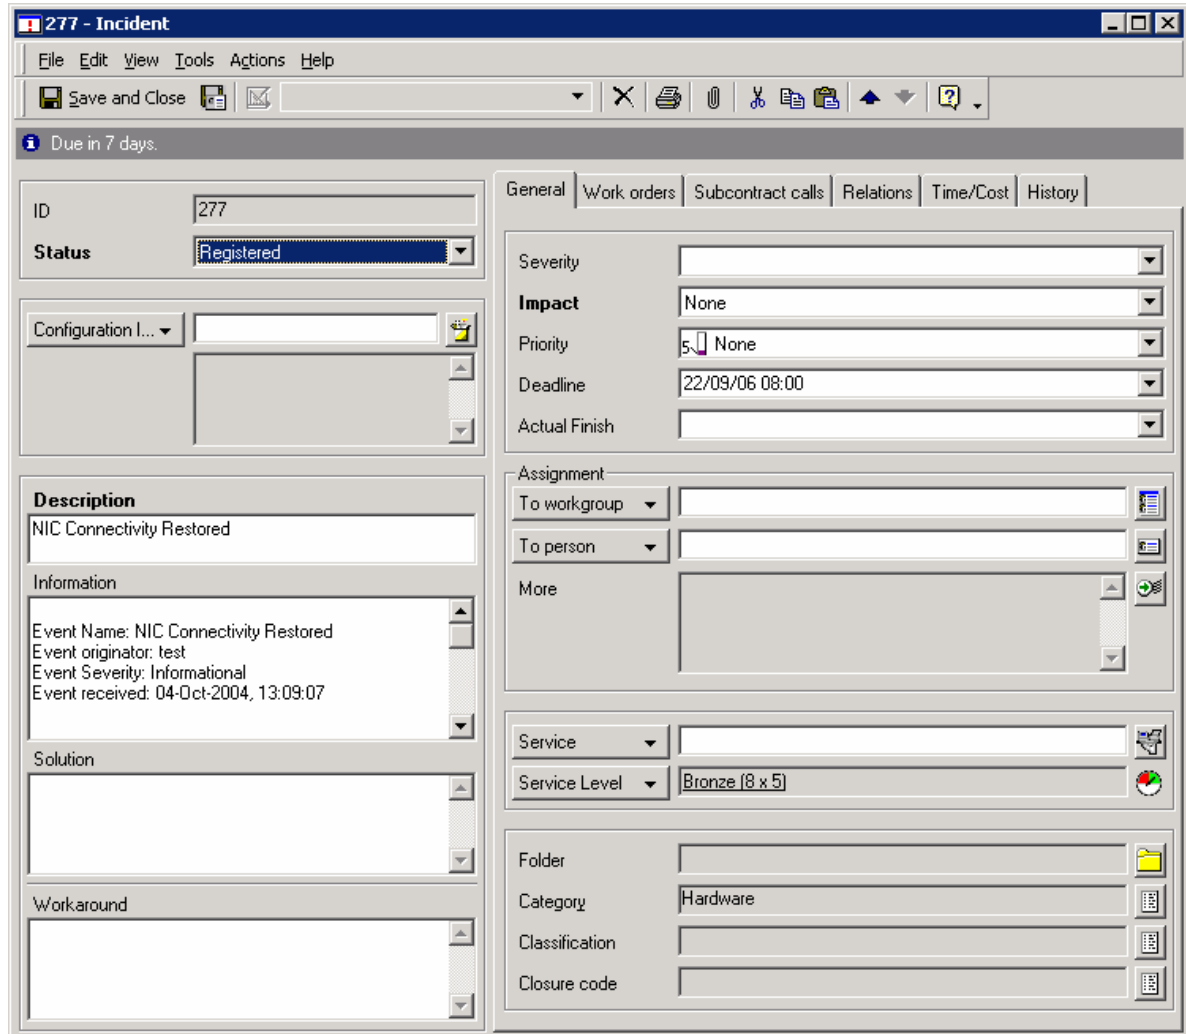 277 - Incident
File Edit View Tools Actions Help
Save and Close
Due in 7 days.
ID 277
Status Registered
Configuration I...
Description
NIC Connectivity Restored
Information
Event Name: NIC Connectivity Restored
Event originator: test
Event Severity: Informational
Event received: 04-Oct-2004, 13:09:07
Solution
Workaround
General Work orders Subcontract calls Relations Time/Cost History
Severity
Impact None
Priority 5 None
Deadline 22/09/06 08:00
Actual Finish
Assignment
To workgroup
To person
More
Service
Service Level Bronze (8 x 5)
Folder
Category Hardware
Classification
Closure code